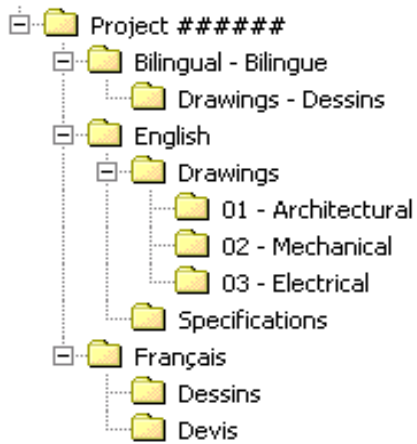 Project ######
Bilingual - Bilingue
Drawings - Dessins
English
Drawings
01 - Architectural
02 - Mechanical
03 - Electrical
Specifications
Français
Dessins
Devis